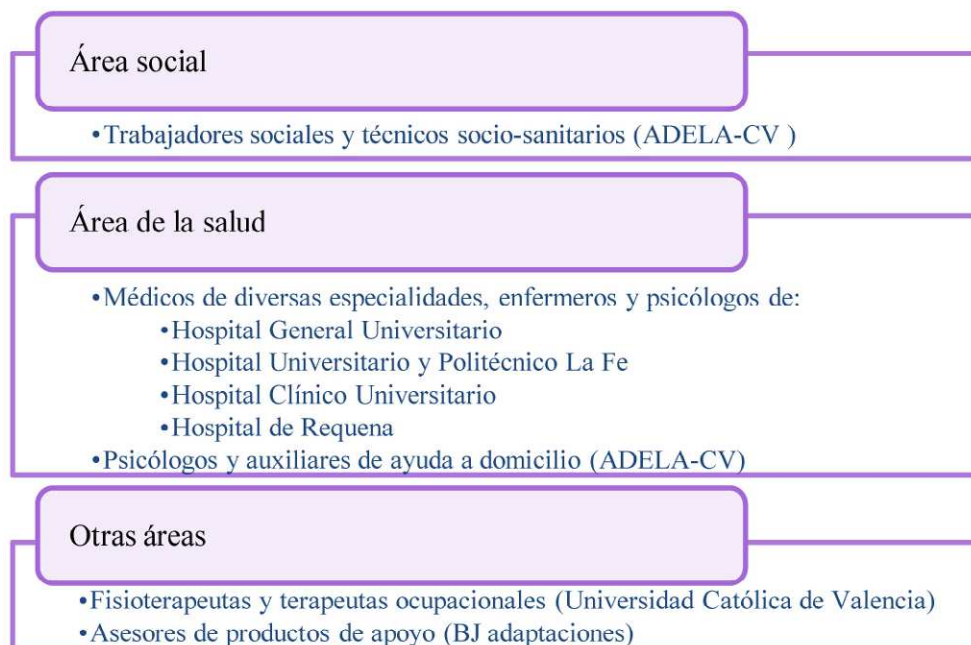 Área social
•Trabajadores sociales y técnicos socio-sanitarios (ADELA-CV )
Área de la salud
•Médicos de diversas especialidades, enfermeros y psicólogos de:
•Hospital General Universitario
•Hospital Universitario y Politécnico La Fe
•Hospital Clínico Universitario
•Hospital de Requena
•Psicólogos y auxiliares de ayuda a domicilio (ADELA-CV)
Otras áreas
•Fisioterapeutas y terapeutas ocupacionales (Universidad Católica de Valencia)
•Asesores de productos de apoyo (BJ adaptaciones)